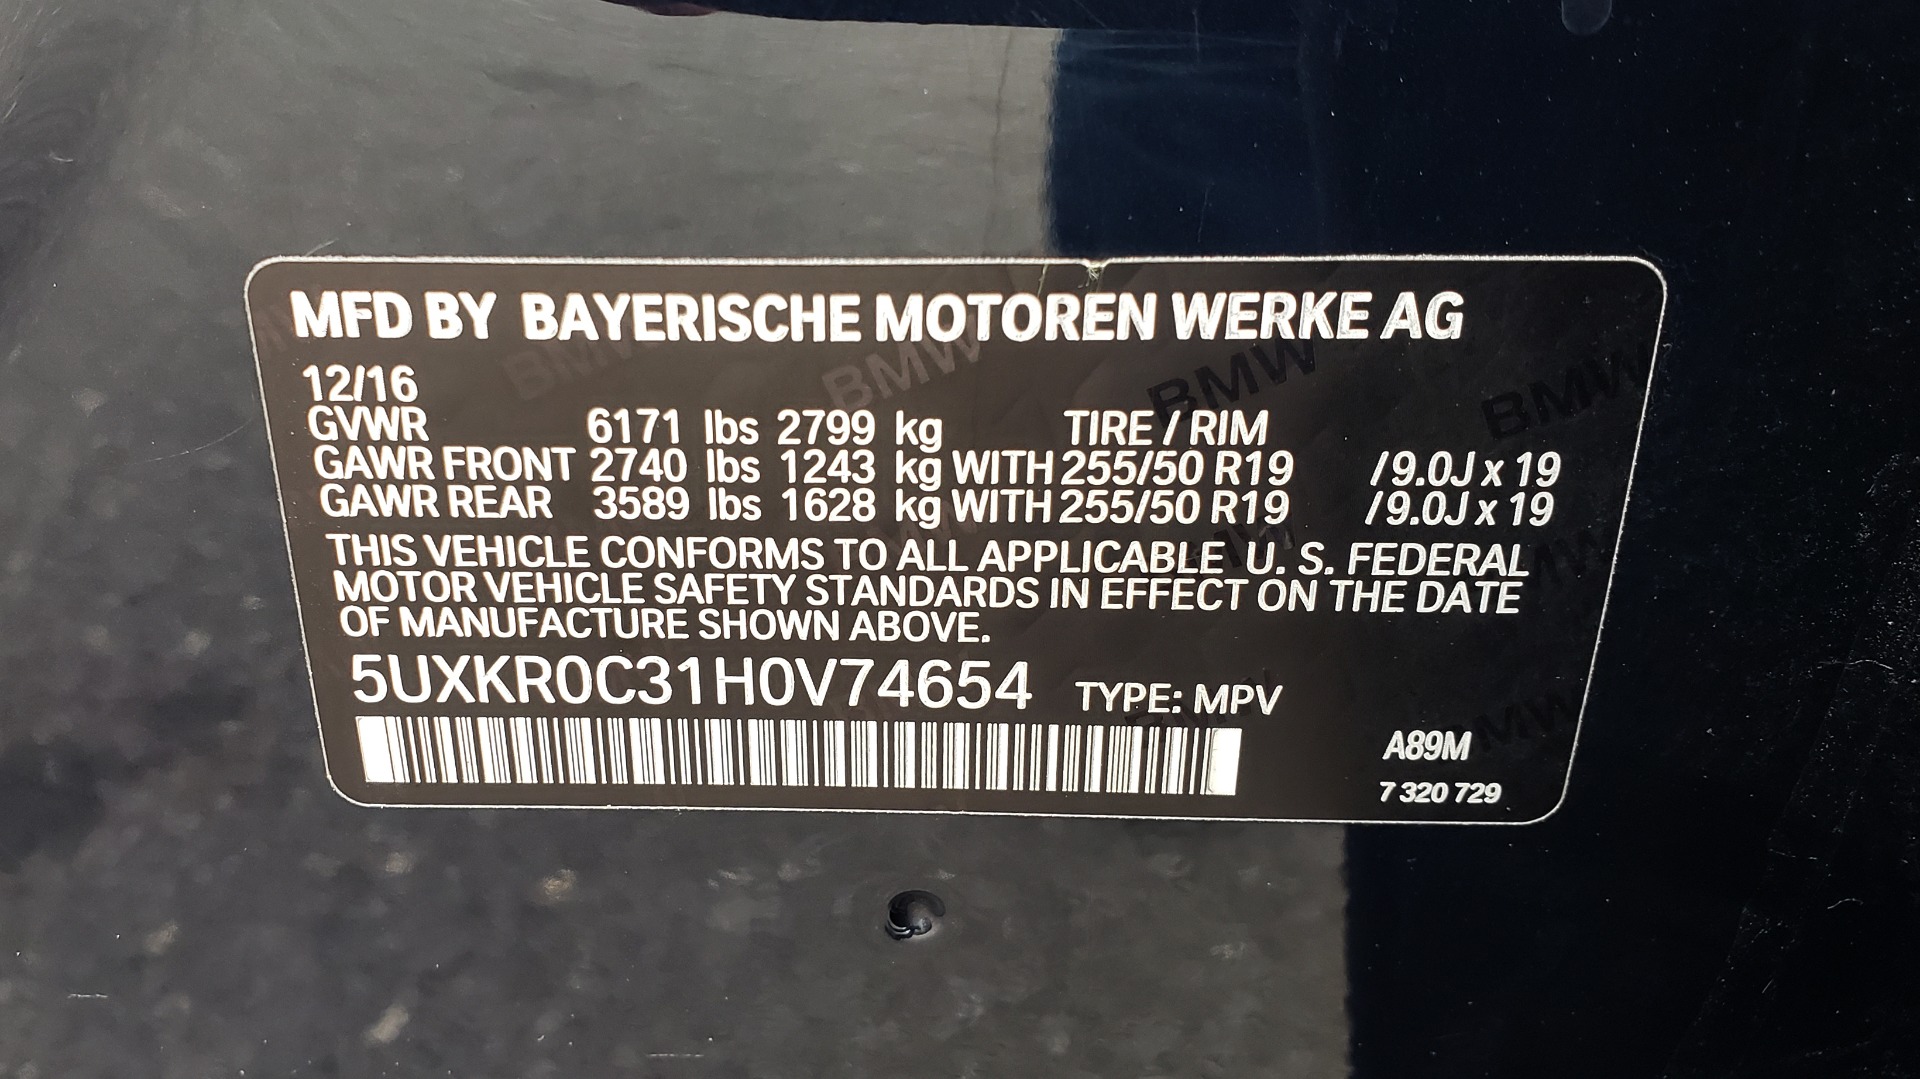 MFD BY BAYERISCHE MOTOREN WERKE AG
12/16
GVWR 6171 lbs 2799 kg TIRE / RIM
GAWR FRONT 2740 lbs 1243 kg WITH 255/50 R19 /9.0J x 19
GAWR REAR 3589 lbs 1628 kg WITH 255/50 R19 /9.0J x 19
THIS VEHICLE CONFORMS TO ALL APPLICABLE U. S. FEDERAL
MOTOR VEHICLE SAFETY STANDARDS IN EFFECT ON THE DATE
OF MANUFACTURE SHOWN ABOVE.
5UXKR0C31H0V74654 TYPE: MPV
A89M
7 320 729